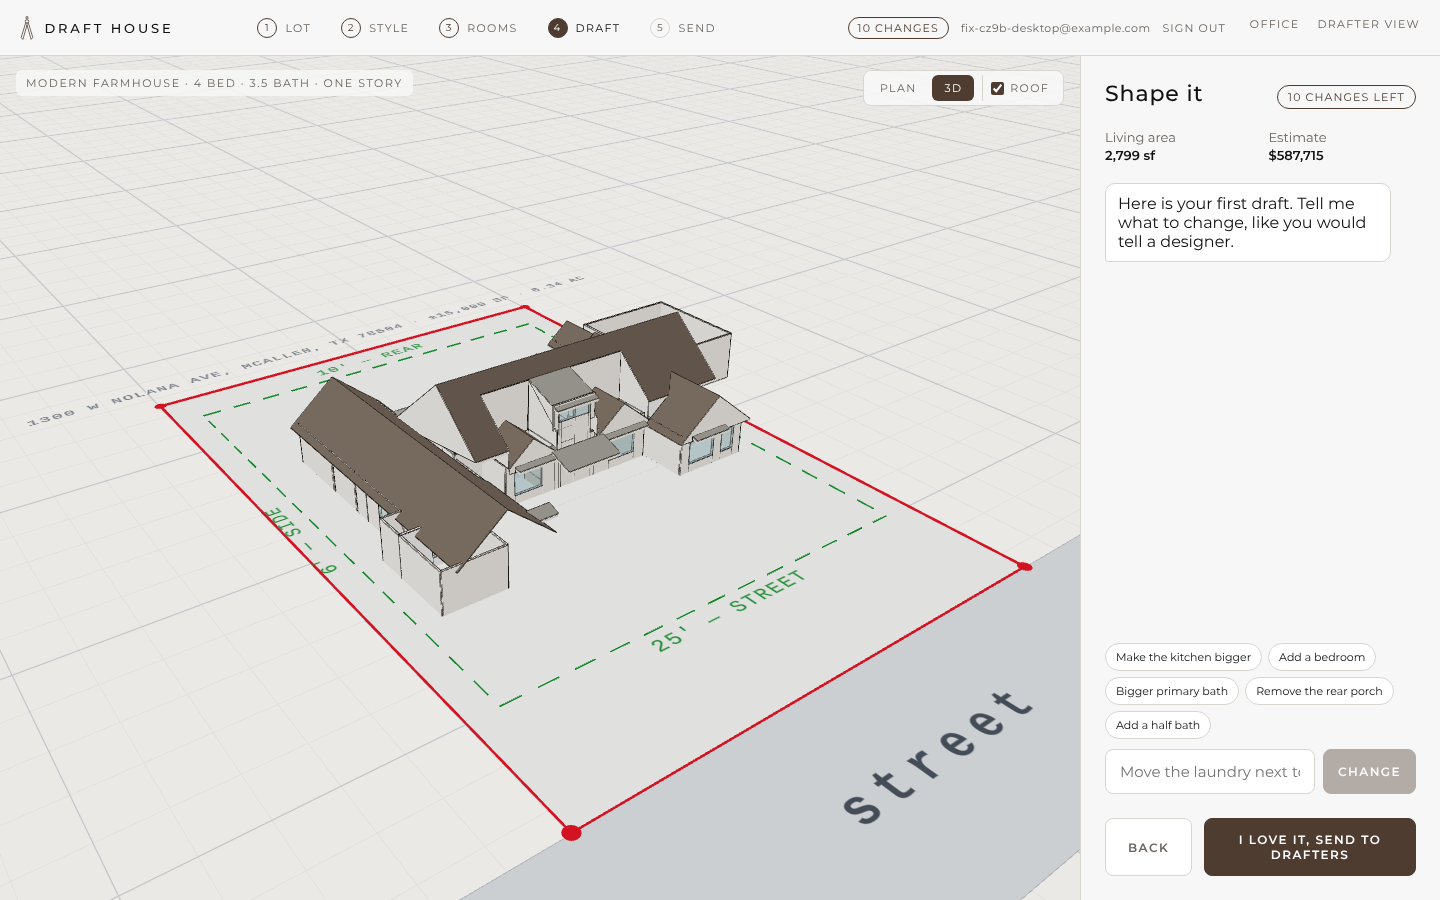 DRAFT HOUSE
1 LOT
2 STYLE
3 ROOMS
4 DRAFT
5 SEND
10 CHANGES
fix-cz9b-desktop@example.com
SIGN OUT
OFFICE
DRAFTER VIEW
MODERN FARMHOUSE · 4 BED · 3.5 BATH · ONE STORY
PLAN
3D
ROOF
1300 W NOLANA AVE, MCALLEN, TX 78504
10' — REAR
SIDE
25' — STREET
Street
Shape it
10 CHANGES LEFT
Living area
2,799 sf
Estimate
$587,715
Here is your first draft. Tell me
what to change, like you would
tell a designer.
Make the kitchen bigger
Add a bedroom
Bigger primary bath
Remove the rear porch
Add a half bath
Move the laundry next to
CHANGE
BACK
I LOVE IT, SEND TO
DRAFTERS